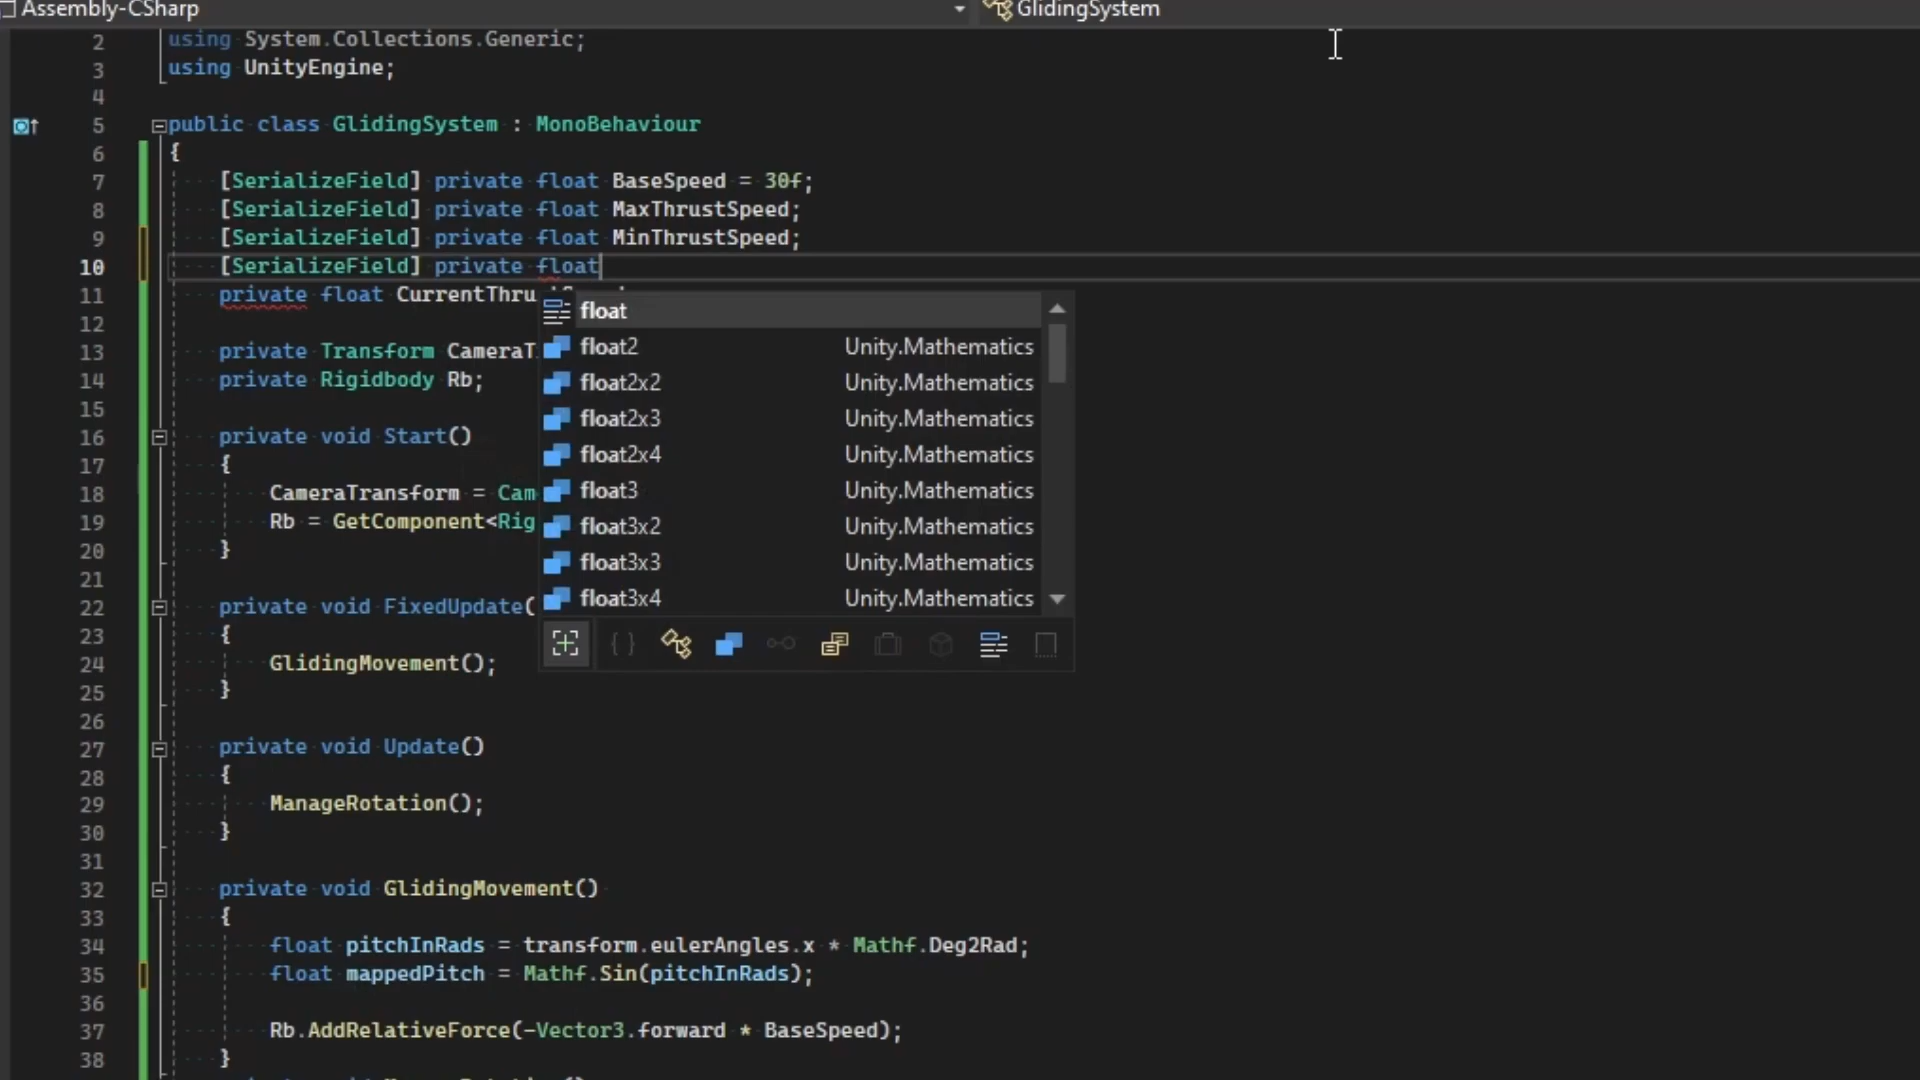 Assembly-CSharp GlidingSystem
2 using System.Collections.Generic;
3 using UnityEngine;
4
5 public class GlidingSystem : MonoBehaviour
6 {
7 [SerializeField] private float BaseSpeed = 30f;
8 [SerializeField] private float MaxThrustSpeed;
9 [SerializeField] private float MinThrustSpeed;
10 [SerializeField] private float
11 private float CurrentThru
12
13 private Transform CameraT
14 private Rigidbody Rb;
15
16 private void Start()
17 {
18 CameraTransform = Cam
19 Rb = GetComponent<Rig
20 }
21
22 private void FixedUpdate(
23 {
24 GlidingMovement();
25 }
26
27 private void Update()
28 {
29 ManageRotation();
30 }
31
32 private void GlidingMovement()
33 {
34 float pitchInRads = transform.eulerAngles.x * Mathf.Deg2Rad;
35 float mappedPitch = Mathf.Sin(pitchInRads);
36
37 Rb.AddRelativeForce(-Vector3.forward * BaseSpeed);
38 }
float
float2 Unity.Mathematics
float2x2 Unity.Mathematics
float2x3 Unity.Mathematics
float2x4 Unity.Mathematics
float3 Unity.Mathematics
float3x2 Unity.Mathematics
float3x3 Unity.Mathematics
float3x4 Unity.Mathematics